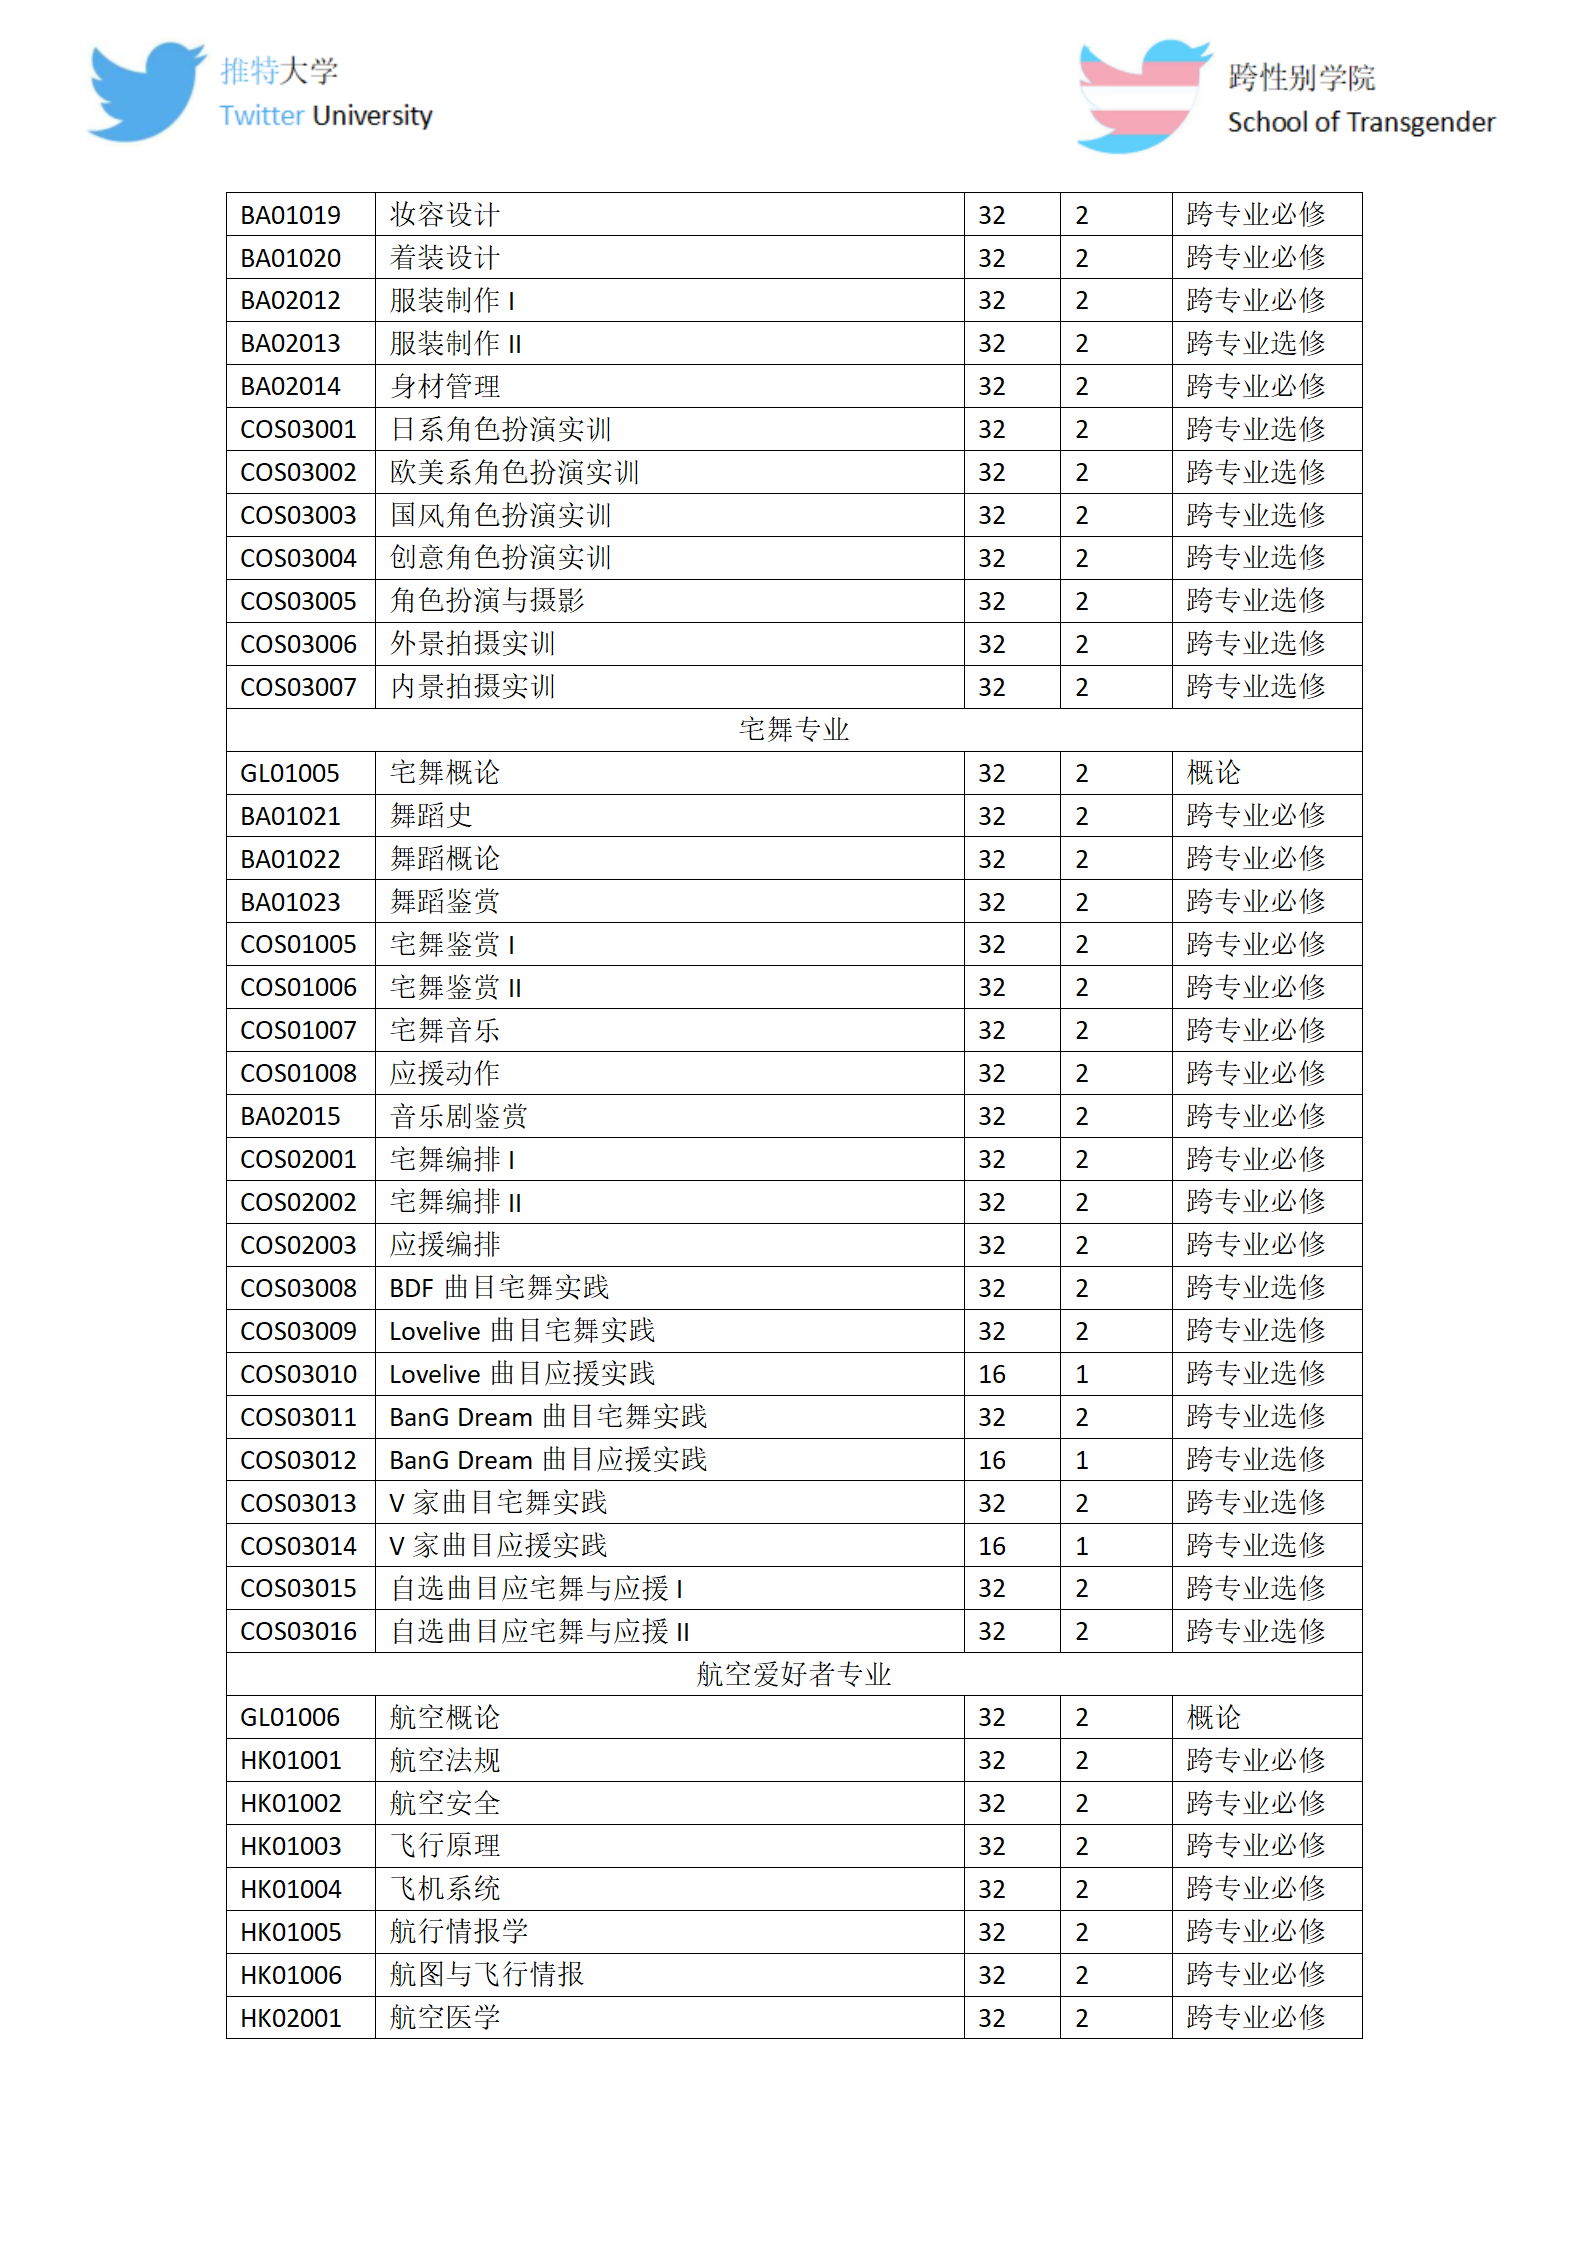 推特大学
Twitter University
跨性别学院
School of Transgender
BA01019 妆容设计 32 2 跨专业必修
BA01020 着装设计 32 2 跨专业必修
BA02012 服装制作 I 32 2 跨专业必修
BA02013 服装制作 II 32 2 跨专业选修
BA02014 身材管理 32 2 跨专业必修
COS03001 日系角色扮演实训 32 2 跨专业选修
COS03002 欧美系角色扮演实训 32 2 跨专业选修
COS03003 国风角色扮演实训 32 2 跨专业选修
COS03004 创意角色扮演实训 32 2 跨专业选修
COS03005 角色扮演与摄影 32 2 跨专业选修
COS03006 外景拍摄实训 32 2 跨专业选修
COS03007 内景拍摄实训 32 2 跨专业选修
宅舞专业
GL01005 宅舞概论 32 2 概论
BA01021 舞蹈史 32 2 跨专业必修
BA01022 舞蹈概论 32 2 跨专业必修
BA01023 舞蹈鉴赏 32 2 跨专业必修
COS01005 宅舞鉴赏 I 32 2 跨专业必修
COS01006 宅舞鉴赏 II 32 2 跨专业必修
COS01007 宅舞音乐 32 2 跨专业必修
COS01008 应援动作 32 2 跨专业必修
BA02015 音乐剧鉴赏 32 2 跨专业必修
COS02001 宅舞编排 I 32 2 跨专业必修
COS02002 宅舞编排 II 32 2 跨专业必修
COS02003 应援编排 32 2 跨专业必修
COS03008 BDF 曲目宅舞实践 32 2 跨专业选修
COS03009 Lovelive 曲目宅舞实践 32 2 跨专业选修
COS03010 Lovelive 曲目应援实践 16 1 跨专业选修
COS03011 BanG Dream 曲目宅舞实践 32 2 跨专业选修
COS03012 BanG Dream 曲目应援实践 16 1 跨专业选修
COS03013 V 家曲目宅舞实践 32 2 跨专业选修
COS03014 V 家曲目应援实践 16 1 跨专业选修
COS03015 自选曲目应宅舞与应援 I 32 2 跨专业选修
COS03016 自选曲目应宅舞与应援 II 32 2 跨专业选修
航空爱好者专业
GL01006 航空概论 32 2 概论
HK01001 航空法规 32 2 跨专业必修
HK01002 航空安全 32 2 跨专业必修
HK01003 飞行原理 32 2 跨专业必修
HK01004 飞机系统 32 2 跨专业必修
HK01005 航行情报学 32 2 跨专业必修
HK01006 航图与飞行情报 32 2 跨专业必修
HK02001 航空医学 32 2 跨专业必修